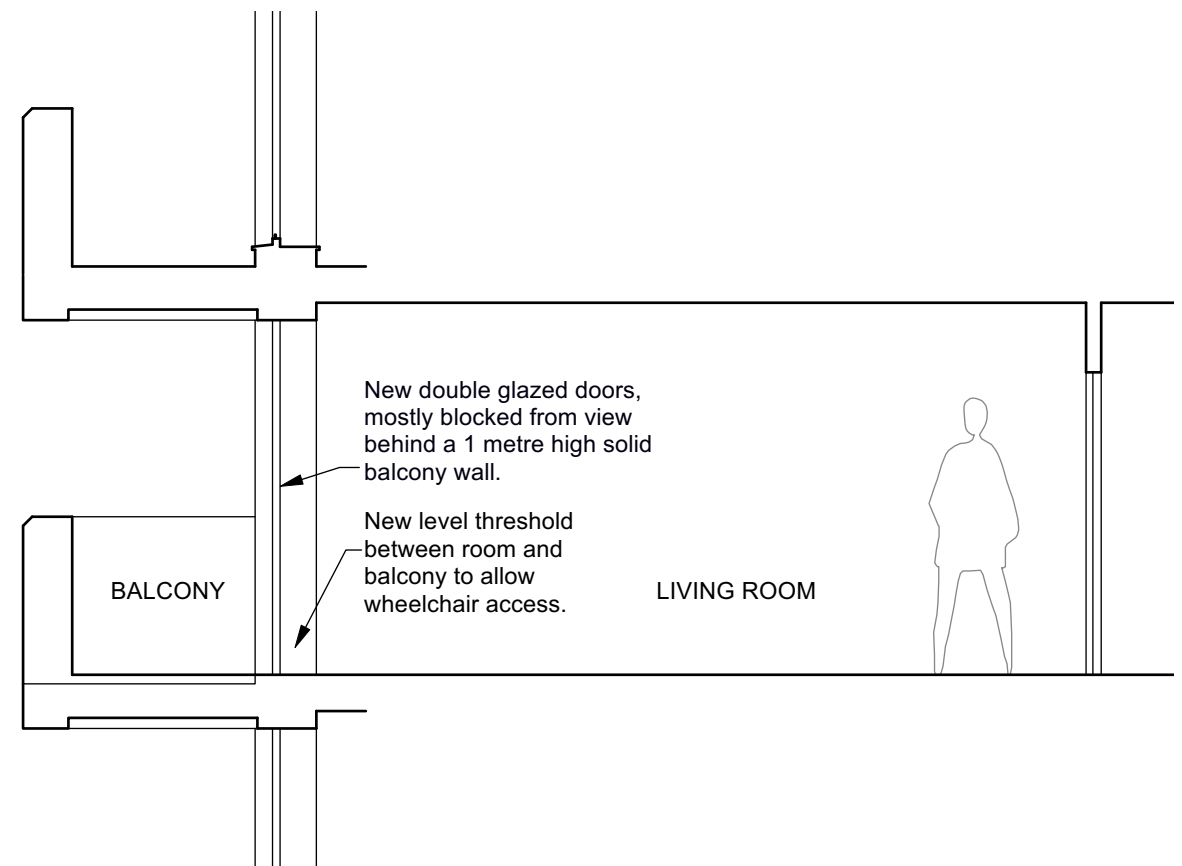 New double glazed doors,
mostly blocked from view
behind a 1 metre high solid
balcony wall.
New level threshold
between room and
balcony to allow
wheelchair access.
BALCONY
LIVING ROOM